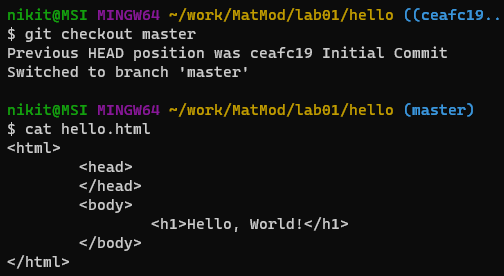 nikit@MSI MINGW64 ~/work/MatMod/lab01/hello ((ceafc19...
$ git checkout master
Previous HEAD position was ceafc19 Initial Commit
Switched to branch 'master'
nikit@MSI MINGW64 ~/work/MatMod/lab01/hello (master)
$ cat hello.html
<html>
        <head>
        </head>
        <body>
                <h1>Hello, World!</h1>
        </body>
</html>